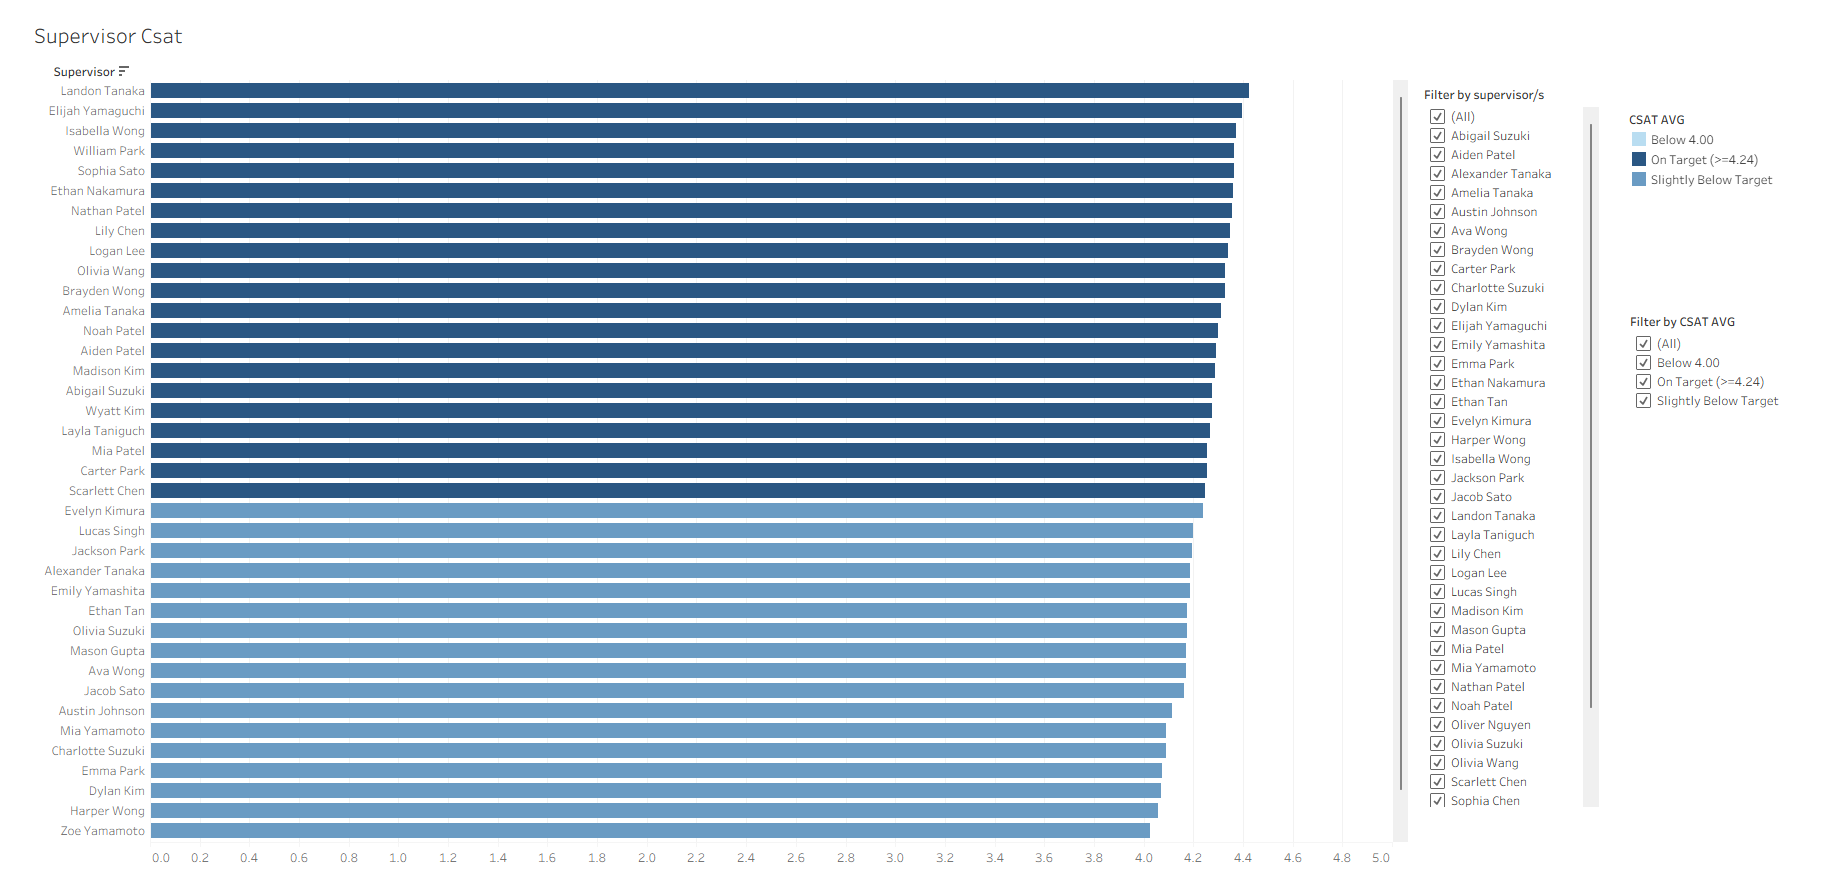 Supervisor Csat
Supervisor
Landon Tanaka
Elijah Yamaguchi
Isabella Wong
William Park
Sophia Sato
Ethan Nakamura
Nathan Patel
Lily Chen
Logan Lee
Olivia Wang
Brayden Wong
Amelia Tanaka
Noah Patel
Aiden Patel
Madison Kim
Abigail Suzuki
Wyatt Kim
Layla Taniguch
Mia Patel
Carter Park
Scarlett Chen
Evelyn Kimura
Lucas Singh
Jackson Park
Alexander Tanaka
Emily Yamashita
Ethan Tan
Olivia Suzuki
Mason Gupta
Ava Wong
Jacob Sato
Austin Johnson
Mia Yamamoto
Charlotte Suzuki
Emma Park
Dylan Kim
Harper Wong
Zoe Yamamoto
0.0 0.2 0.4 0.6 0.8 1.0 1.2 1.4 1.6 1.8 2.0 2.2 2.4 2.6 2.8 3.0 3.2 3.4 3.6 3.8 4.0 4.2 4.4 4.6 4.8 5.0
Filter by supervisor/s
(All)
Abigail Suzuki
Aiden Patel
Alexander Tanaka
Amelia Tanaka
Austin Johnson
Ava Wong
Brayden Wong
Carter Park
Charlotte Suzuki
Dylan Kim
Elijah Yamaguchi
Emily Yamashita
Emma Park
Ethan Nakamura
Ethan Tan
Evelyn Kimura
Harper Wong
Isabella Wong
Jackson Park
Jacob Sato
Landon Tanaka
Layla Taniguch
Lily Chen
Logan Lee
Lucas Singh
Madison Kim
Mason Gupta
Mia Patel
Mia Yamamoto
Nathan Patel
Noah Patel
Oliver Nguyen
Olivia Suzuki
Olivia Wang
Scarlett Chen
Sophia Chen
CSAT AVG
Below 4.00
On Target (>=4.24)
Slightly Below Target
Filter by CSAT AVG
(All)
Below 4.00
On Target (>=4.24)
Slightly Below Target